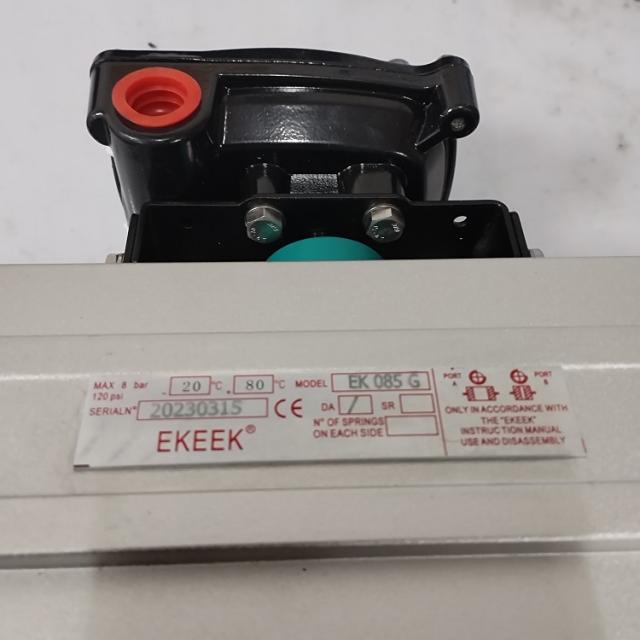 MAX 8 bar - 20 °C + 80 °C MODEL EK 085 G
120 psi
SERIALN° 20230315 CE DA / SR
N° OF SPRINGS
ON EACH SIDE
EKEEK®
PORT A PORT B
ONLY IN ACCORDANCE WITH
THE "EKEEK"
INSTRUCTION MANUAL
USE AND DISASSEMBLY